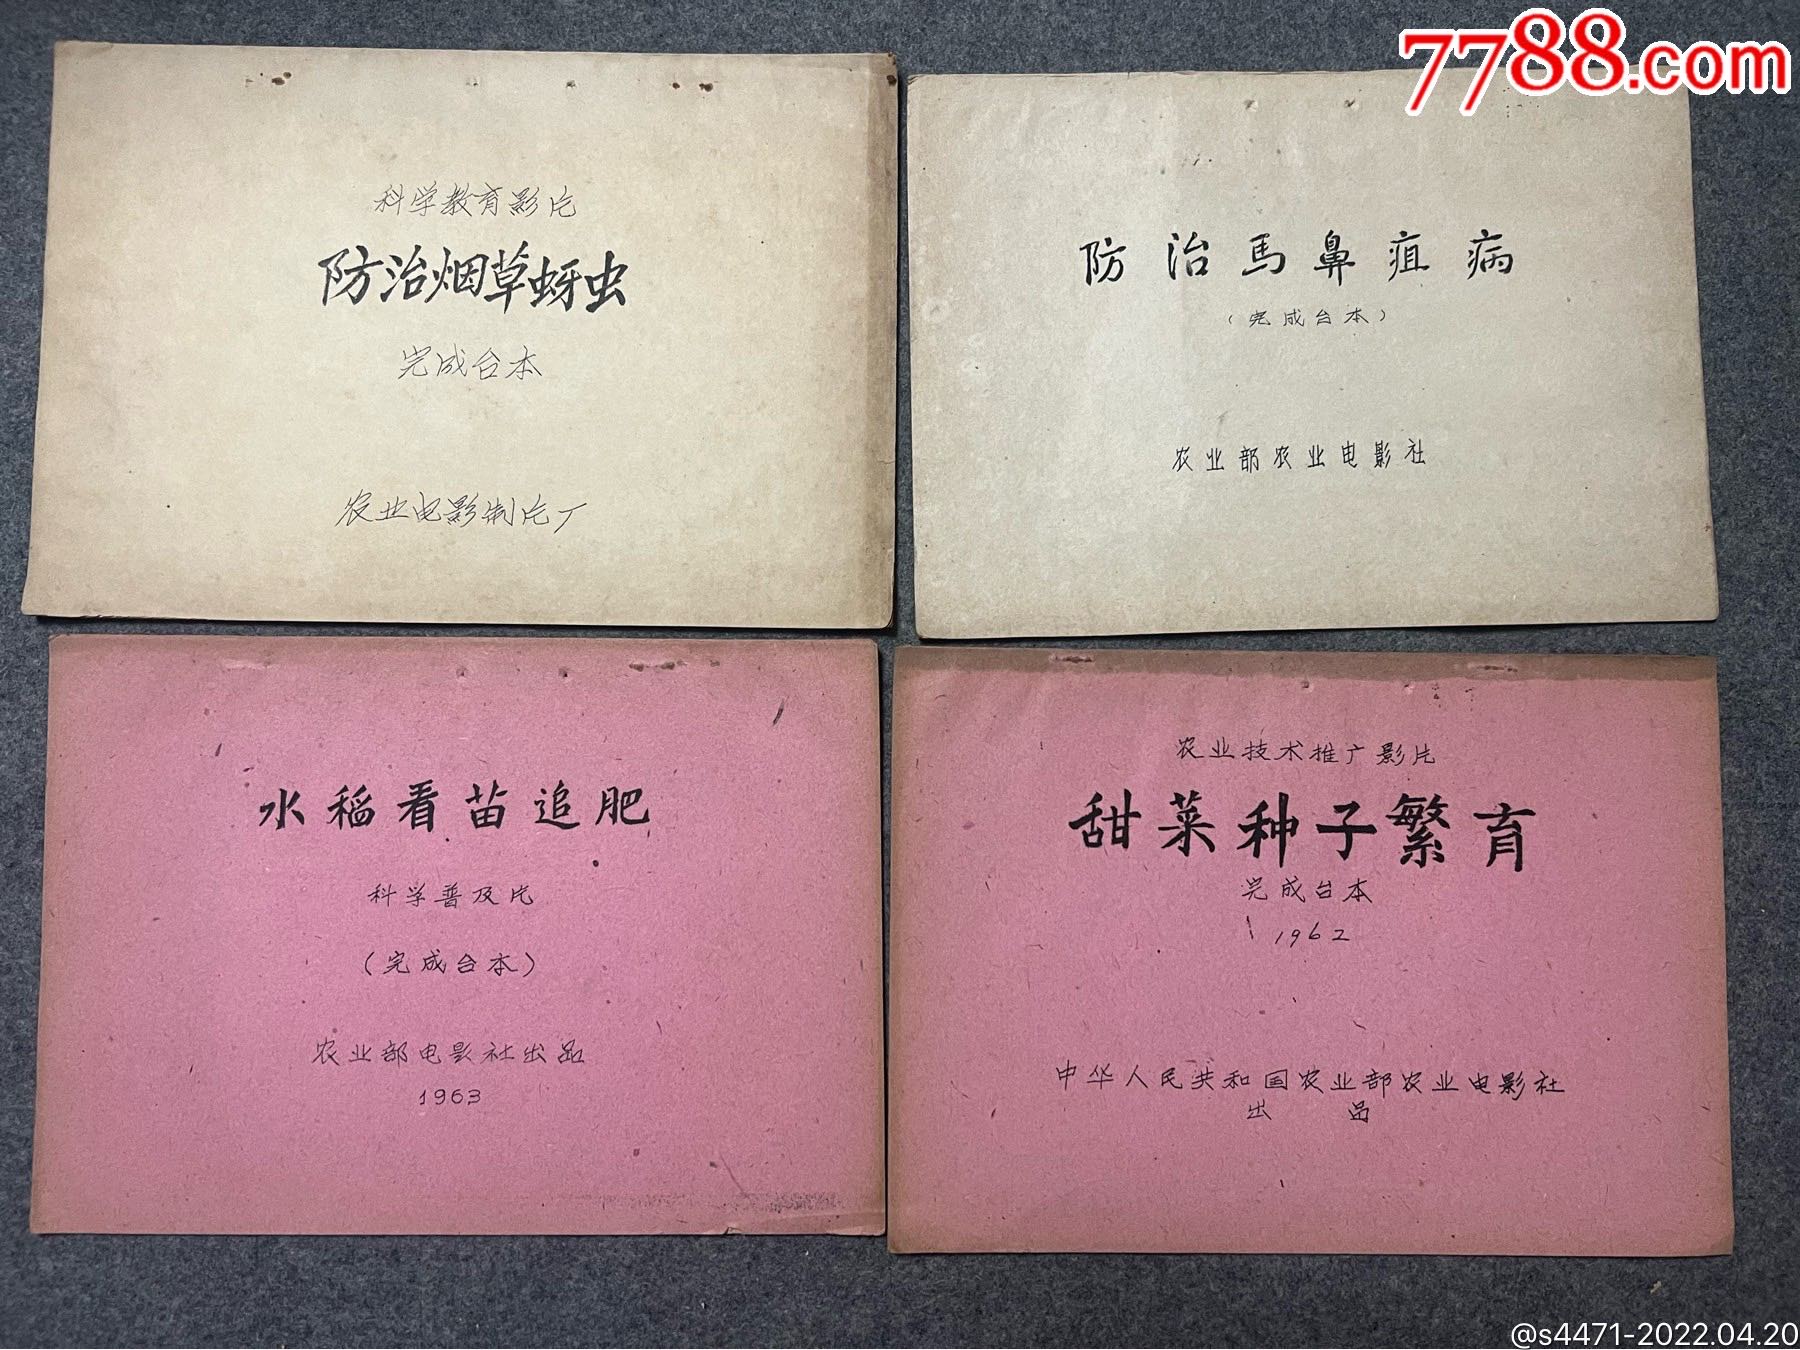 7788.com
科学教育影片
防治烟草蚜虫
完成台本
农业电影制片厂
防治馬鼻疽病
（完成台本）
农业部农业电影社
水稻看苗追肥
科学普及片
（完成台本）
农业部电影社出品
1963
农业技术推广影片
甜菜种子繁育
完成台本
1962
中华人民共和国农业部农业电影社
出品
@s4471-2022.04.20